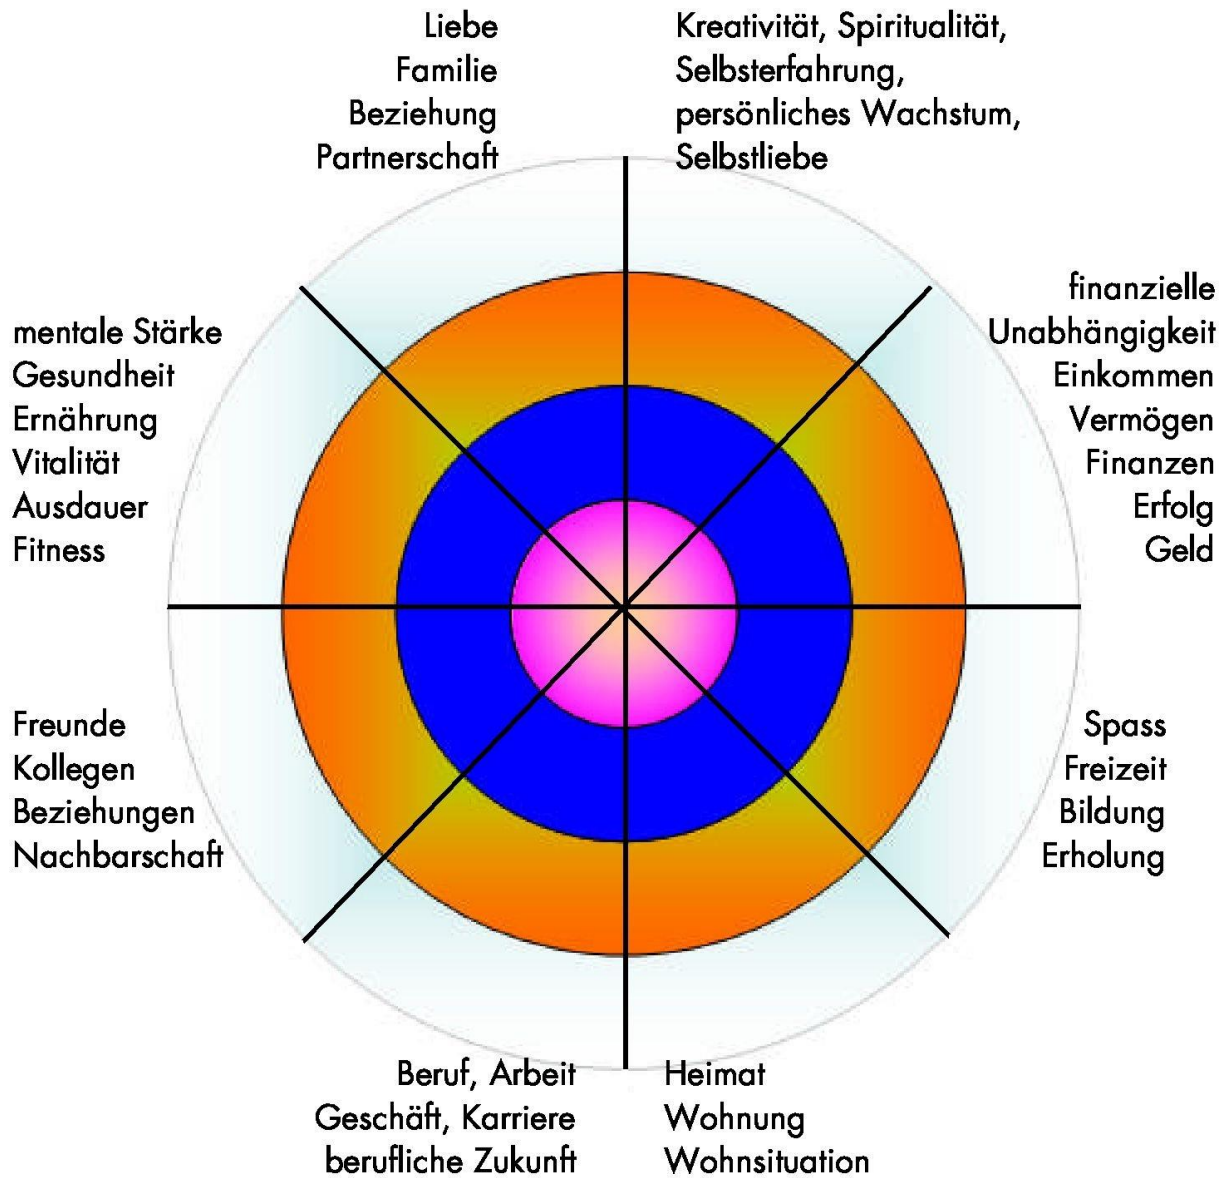 Liebe
Familie
Beziehung
Partnerschaft
Kreativität, Spiritualität,
Selbsterfahrung,
persönliches Wachstum,
Selbstliebe
mentale Stärke
Gesundheit
Ernährung
Vitalität
Ausdauer
Fitness
finanzielle
Unabhängigkeit
Einkommen
Vermögen
Finanzen
Erfolg
Geld
Freunde
Kollegen
Beziehungen
Nachbarschaft
Spass
Freizeit
Bildung
Erholung
Beruf, Arbeit
Geschäft, Karriere
berufliche Zukunft
Heimat
Wohnung
Wohnsituation